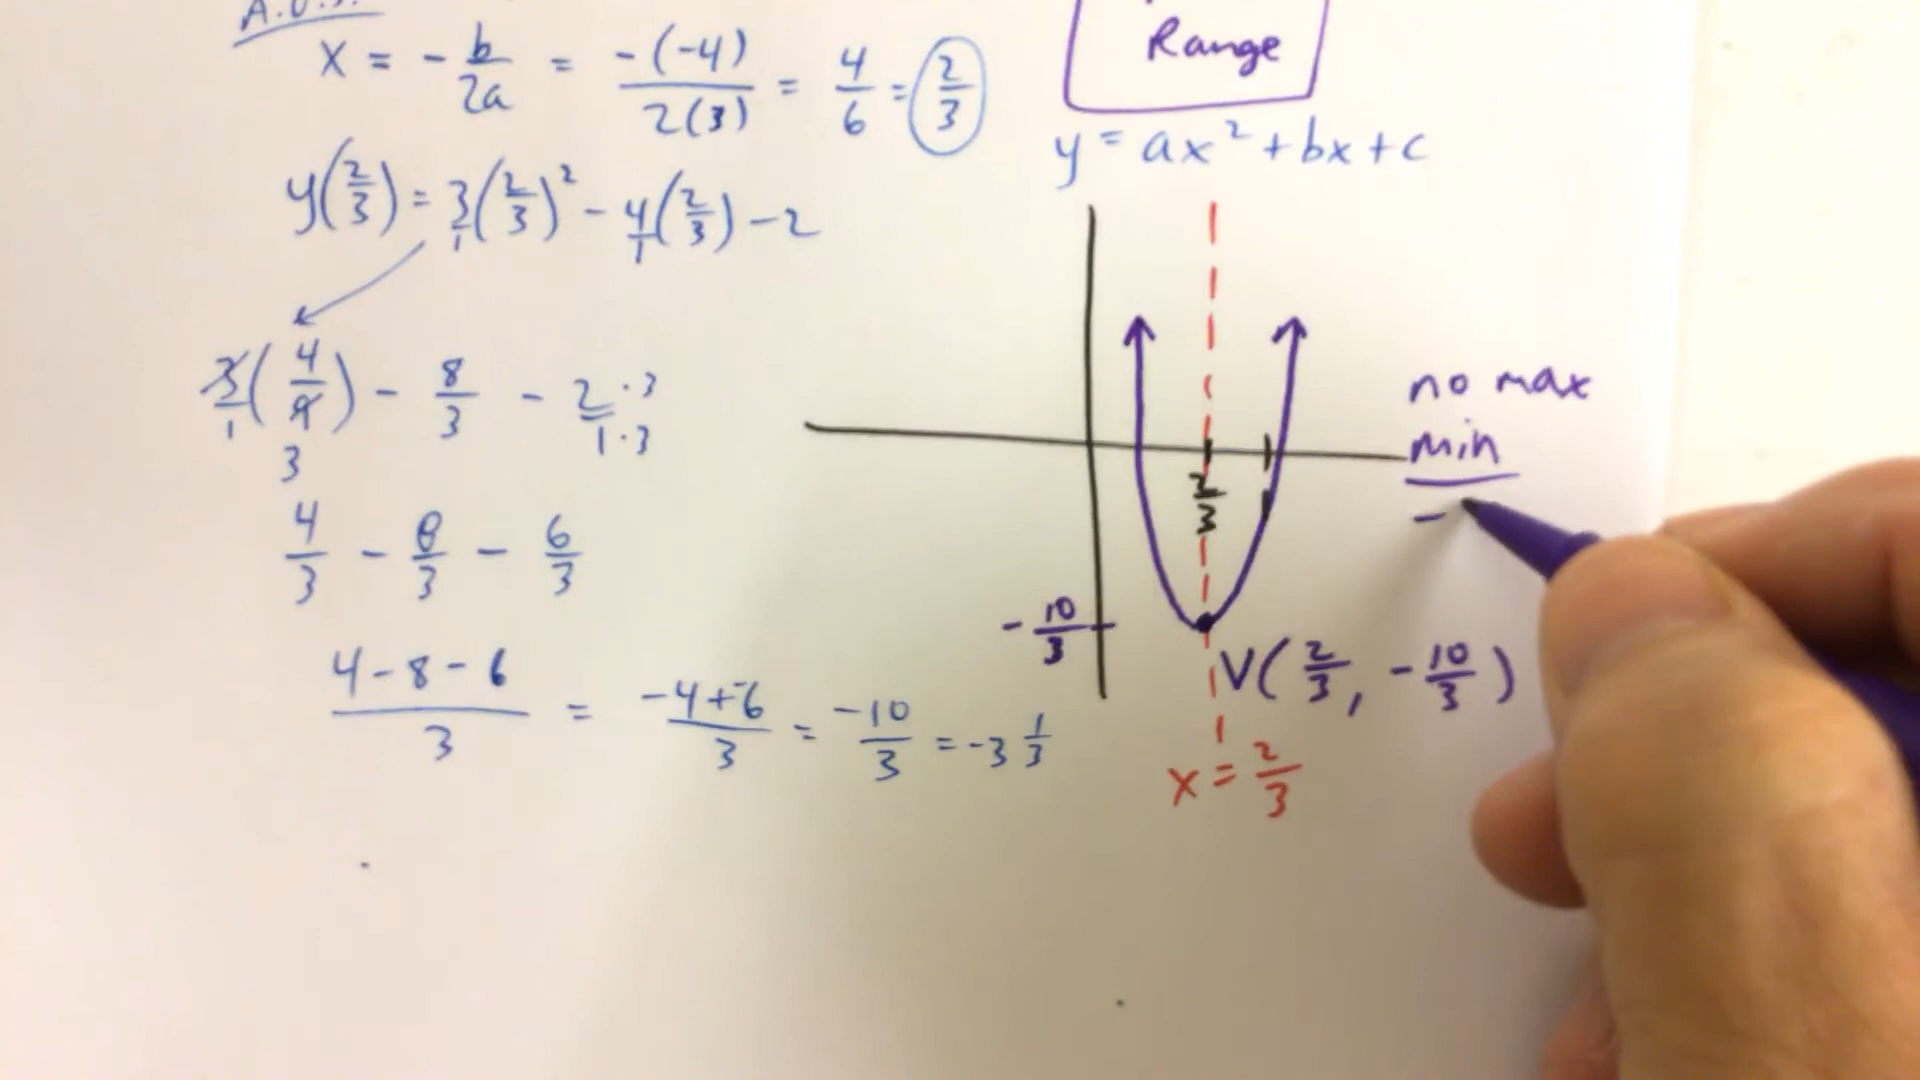 A.O.S.
x = - b/2a = -(-4)/2(3) = 4/6 = 2/3
y(2/3) = 3/1(2/3)² - 4/1(2/3) - 2
3/1(4/9) - 8/3 - 2/1 ·3 ·3
3
4/3 - 8/3 - 6/3
4-8-6/3 = -4+-6/3 = -10/3 = -3 1/3
Range
y = ax² + bx + c
no max
min
-
2/3
-10/3
V(2/3, -10/3)
x = 2/3